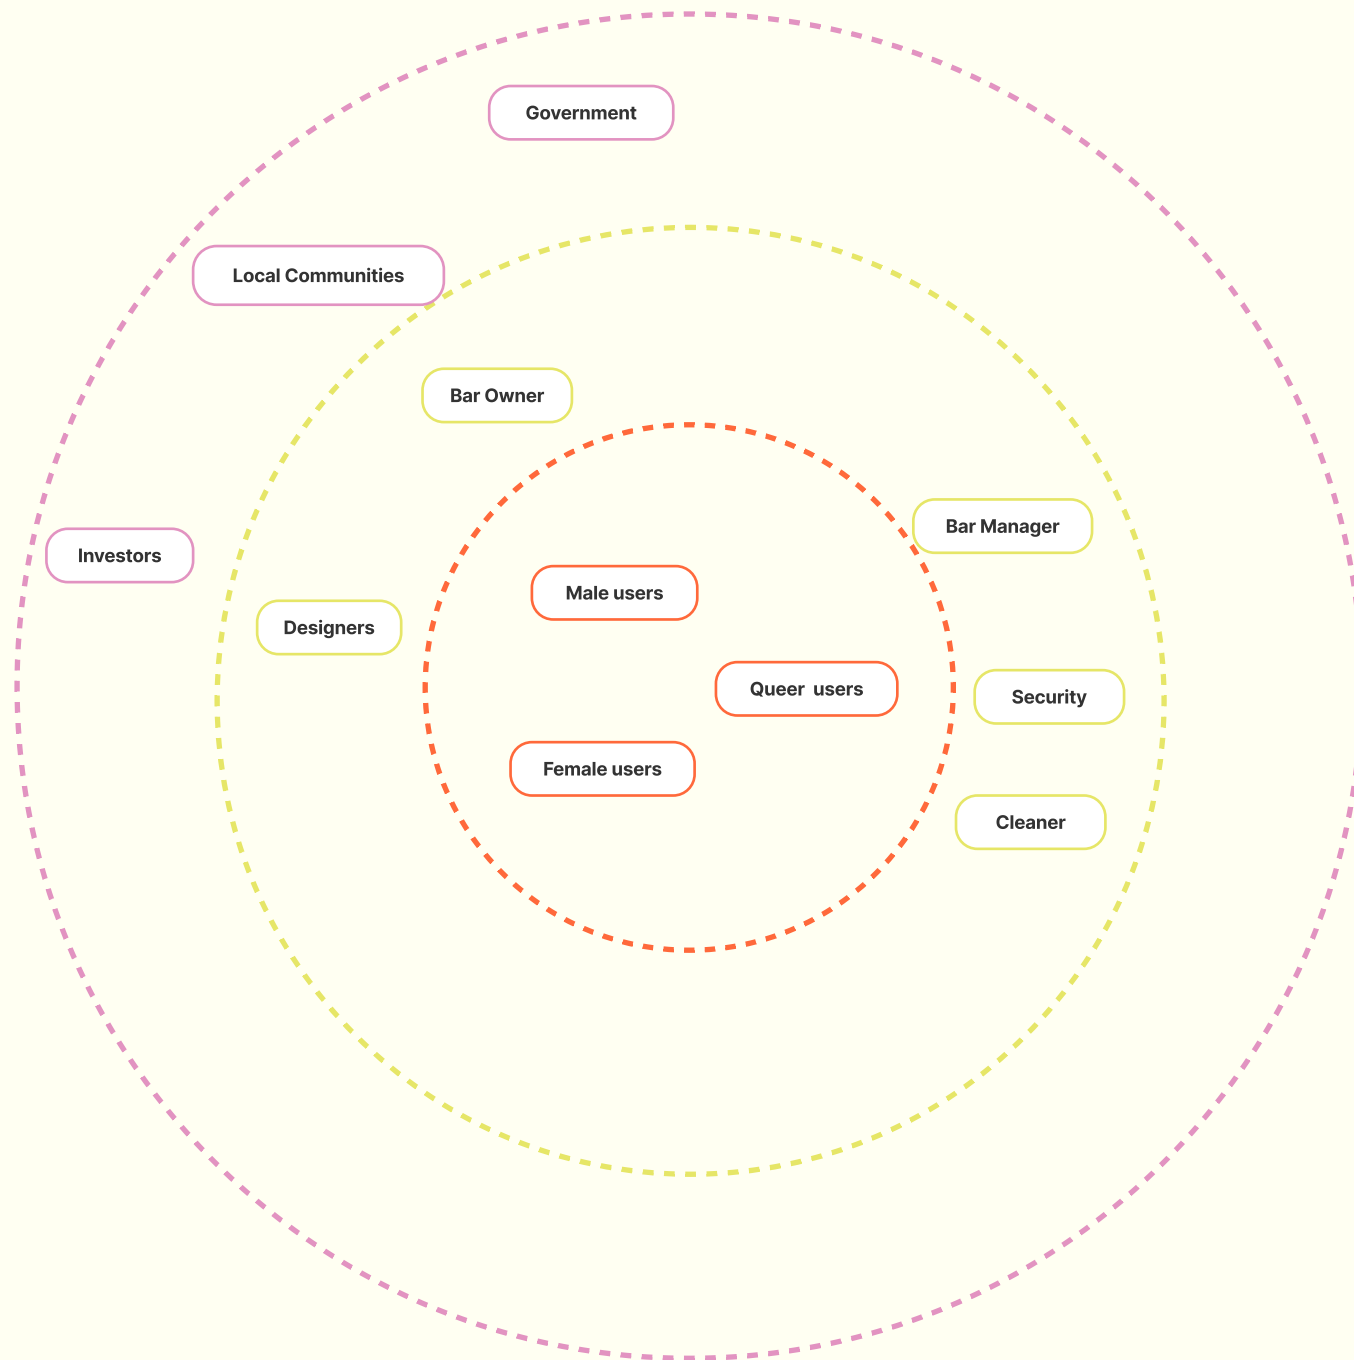 Government
Local Communities
Bar Owner
Bar Manager
Investors
Male users
Designers
Queer  users
Security
Female users
Cleaner